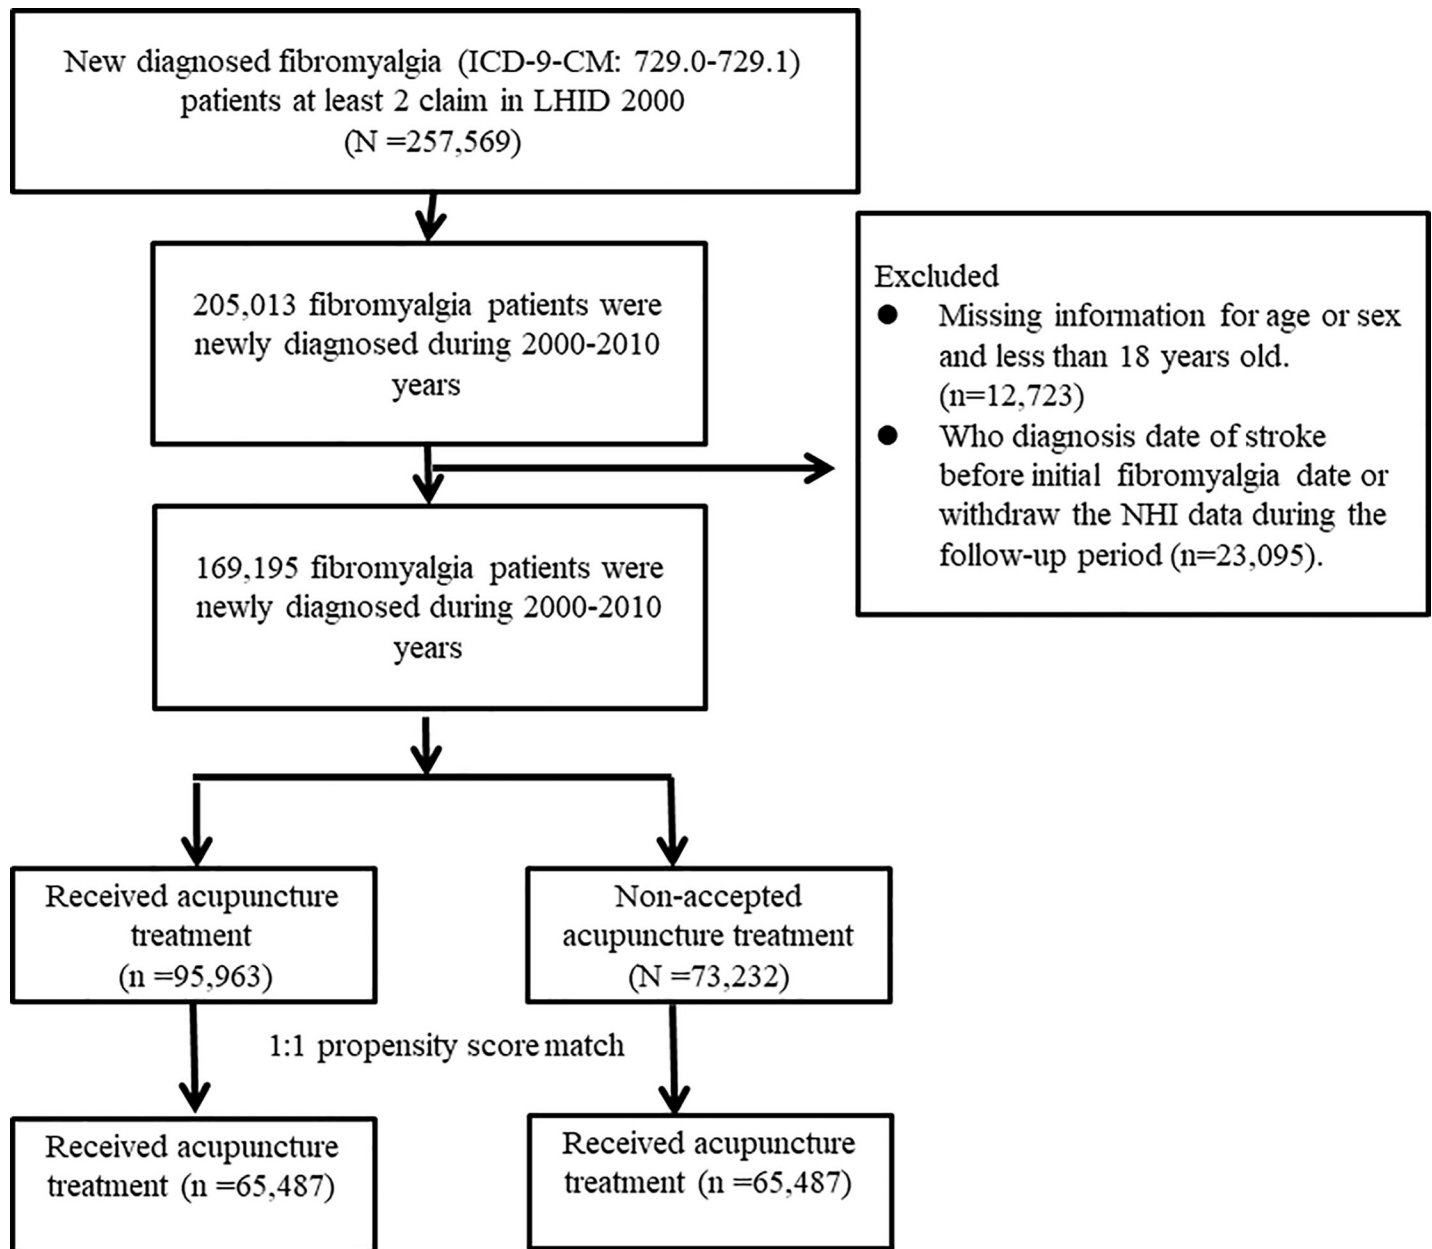 New diagnosed fibromyalgia (ICD-9-CM: 729.0-729.1)
patients at least 2 claim in LHID 2000
(N =257,569)
205,013 fibromyalgia patients were
newly diagnosed during 2000-2010
years
Excluded
● Missing information for age or sex
and less than 18 years old.
(n=12,723)
● Who diagnosis date of stroke
before initial fibromyalgia date or
withdraw the NHI data during the
follow-up period (n=23,095).
169,195 fibromyalgia patients were
newly diagnosed during 2000-2010
years
Received acupuncture
treatment
(n =95,963)
Non-accepted
acupuncture treatment
(N =73,232)
1:1 propensity score match
Received acupuncture
treatment (n =65,487)
Received acupuncture
treatment (n =65,487)